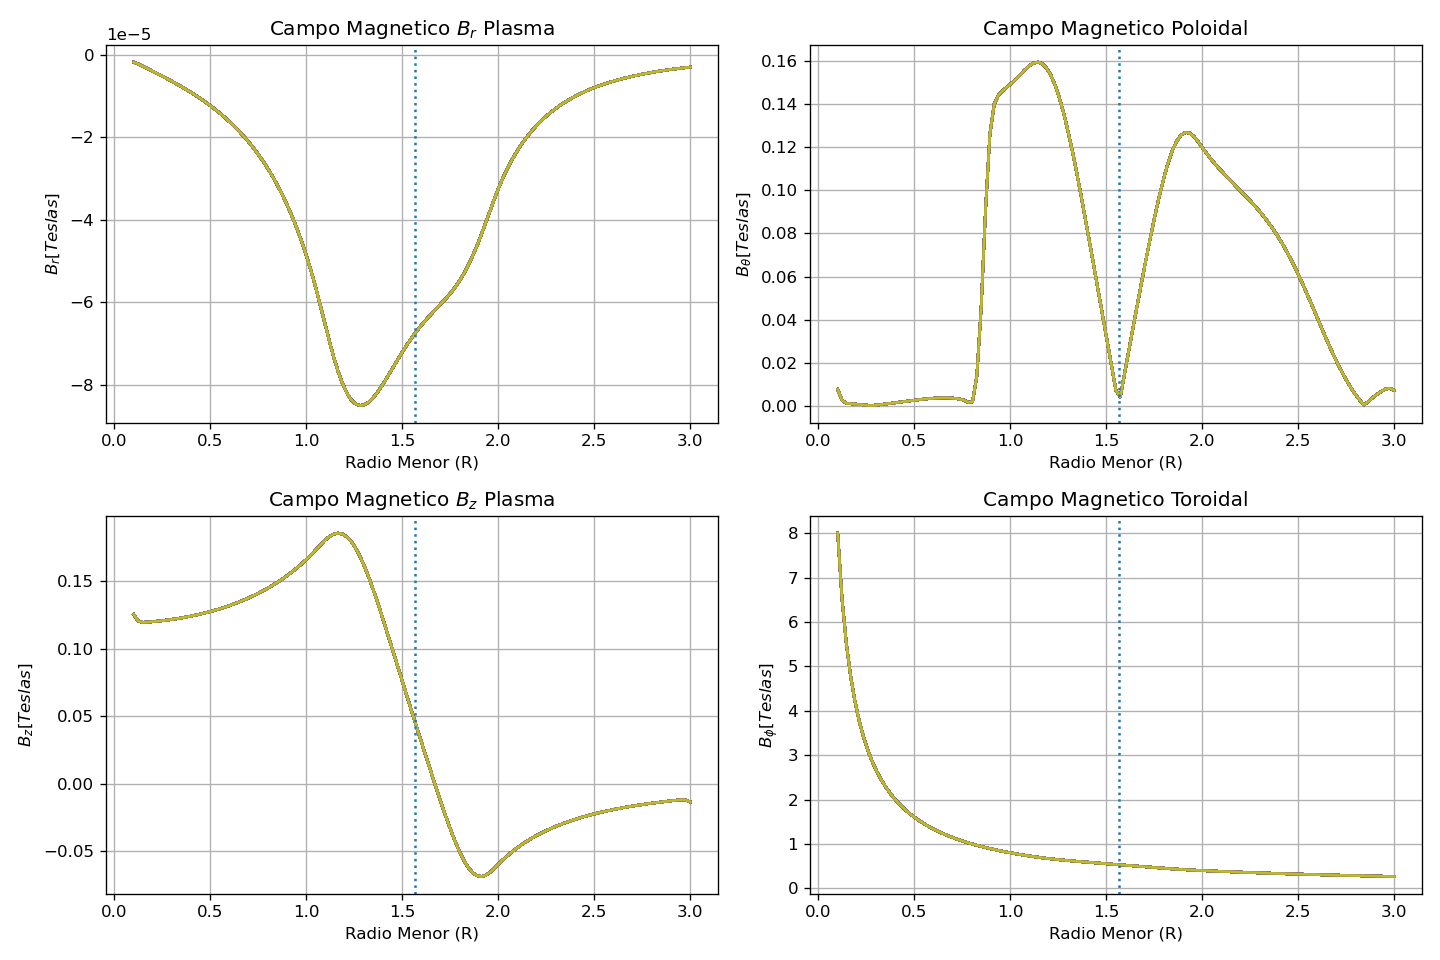 Campo Magnetico B_r Plasma
1e−5
0
−2
−4
−6
−8
B_r[Teslas]
0.0 0.5 1.0 1.5 2.0 2.5 3.0
Radio Menor (R)
Campo Magnetico Poloidal
0.16
0.14
0.12
0.10
0.08
0.06
0.04
0.02
0.00
B_θ[Teslas]
0.0 0.5 1.0 1.5 2.0 2.5 3.0
Radio Menor (R)
Campo Magnetico B_z Plasma
0.15
0.10
0.05
0.00
−0.05
B_z[Teslas]
0.0 0.5 1.0 1.5 2.0 2.5 3.0
Radio Menor (R)
Campo Magnetico Toroidal
8
7
6
5
4
3
2
1
0
B_ϕ[Teslas]
0.0 0.5 1.0 1.5 2.0 2.5 3.0
Radio Menor (R)